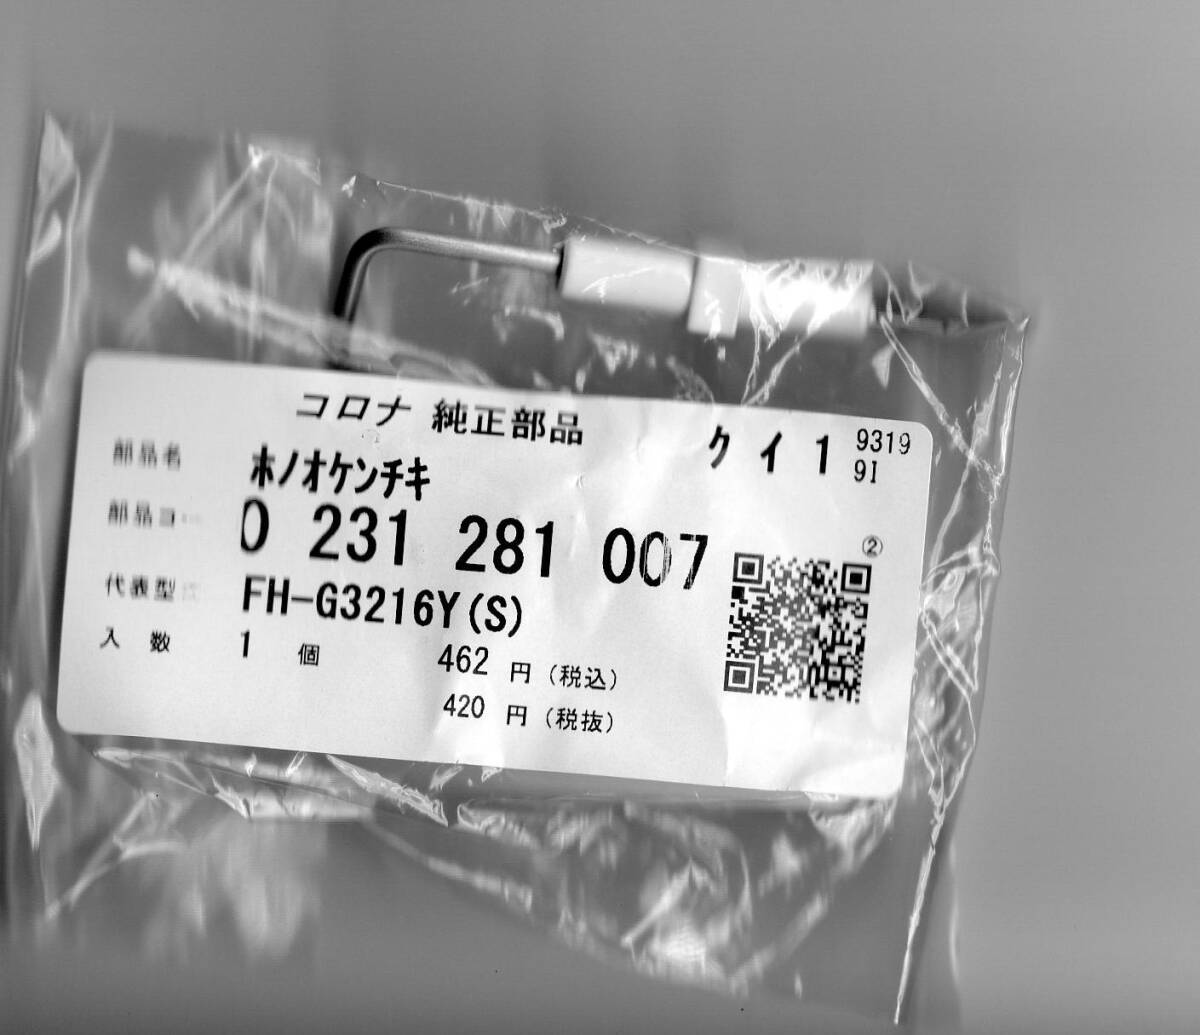 コロナ 純正部品
クイ1 9319
91
部品名 ホノオケンチキ
部品コー 0 231 281 007
②
代表型 FH-G3216Y(S)
入数 1 個 462 円(税込)
420 円(税抜)